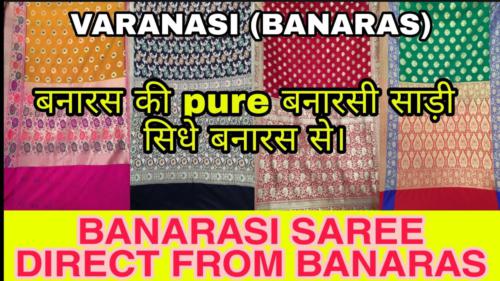 VARANASI (BANARAS)
बनारस की pure बनारसी साड़ी
सिधे बनारस से।
BANARASI SAREE
DIRECT FROM BANARAS